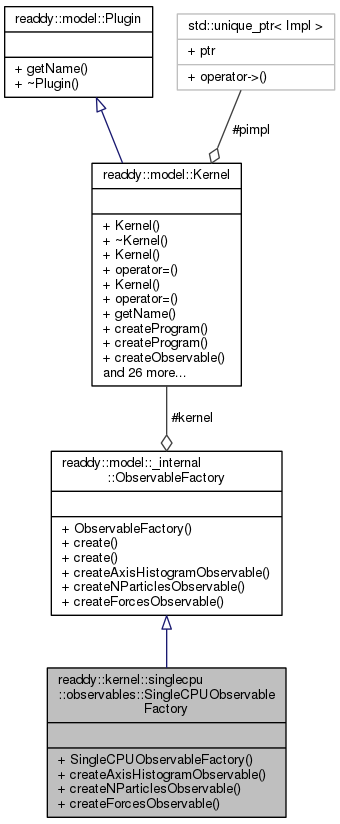 readdy::model::Plugin
+ getName()
+ ~Plugin()
std::unique_ptr< Impl >
+ ptr
+ operator->()
#pimpl
readdy::model::Kernel
+ Kernel()
+ ~Kernel()
+ Kernel()
+ operator=()
+ Kernel()
+ operator=()
+ getName()
+ createProgram()
+ createProgram()
+ createObservable()
and 26 more...
#kernel
readdy::model::_internal
::ObservableFactory
+ ObservableFactory()
+ create()
+ create()
+ createAxisHistogramObservable()
+ createNParticlesObservable()
+ createForcesObservable()
readdy::kernel::singlecpu
::observables::SingleCPUObservable
Factory
+ SingleCPUObservableFactory()
+ createAxisHistogramObservable()
+ createNParticlesObservable()
+ createForcesObservable()